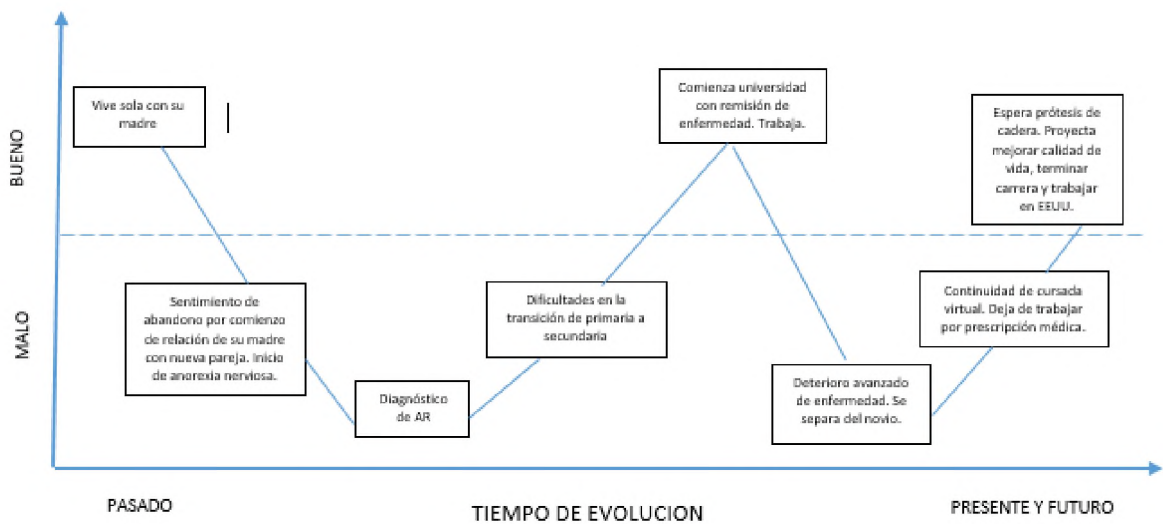 BUENO
MALO
Vive sola con su
madre
Sentimiento de
abandono por comienzo
de relación de su madre
con nueva pareja. Inicio
de anorexia nerviosa.
Diagnóstico
de AR
Dificultades en la
transición de primaria a
secundaria
Comienza universidad
con remisión de
enfermedad. Trabaja.
Deterioro avanzado
de enfermedad. Se
separa del novio.
Continuidad de cursada
virtual. Deja de trabajar
por prescripción médica.
Espera prótesis de
cadera. Proyecta
mejorar calidad de
vida, terminar
carrera y trabajar
en EEUU.
PASADO
TIEMPO DE EVOLUCION
PRESENTE Y FUTURO